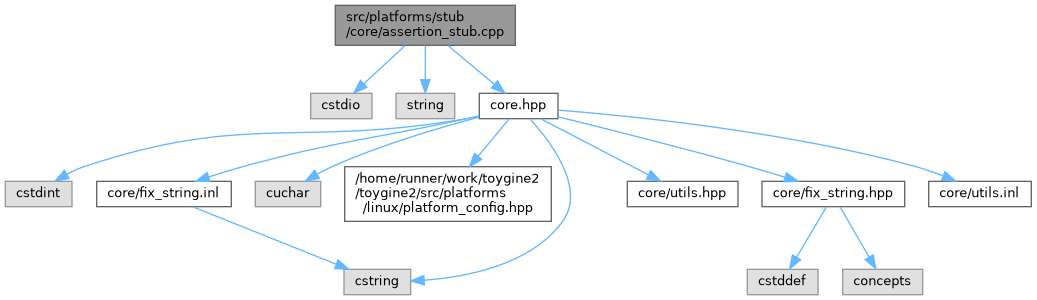 src/platforms/stub
/core/assertion_stub.cpp
cstdio
string
core.hpp
cstdint
core/fix_string.inl
cuchar
/home/runner/work/toygine2
/toygine2/src/platforms
/linux/platform_config.hpp
core/utils.hpp
core/fix_string.hpp
core/utils.inl
cstring
cstddef
concepts